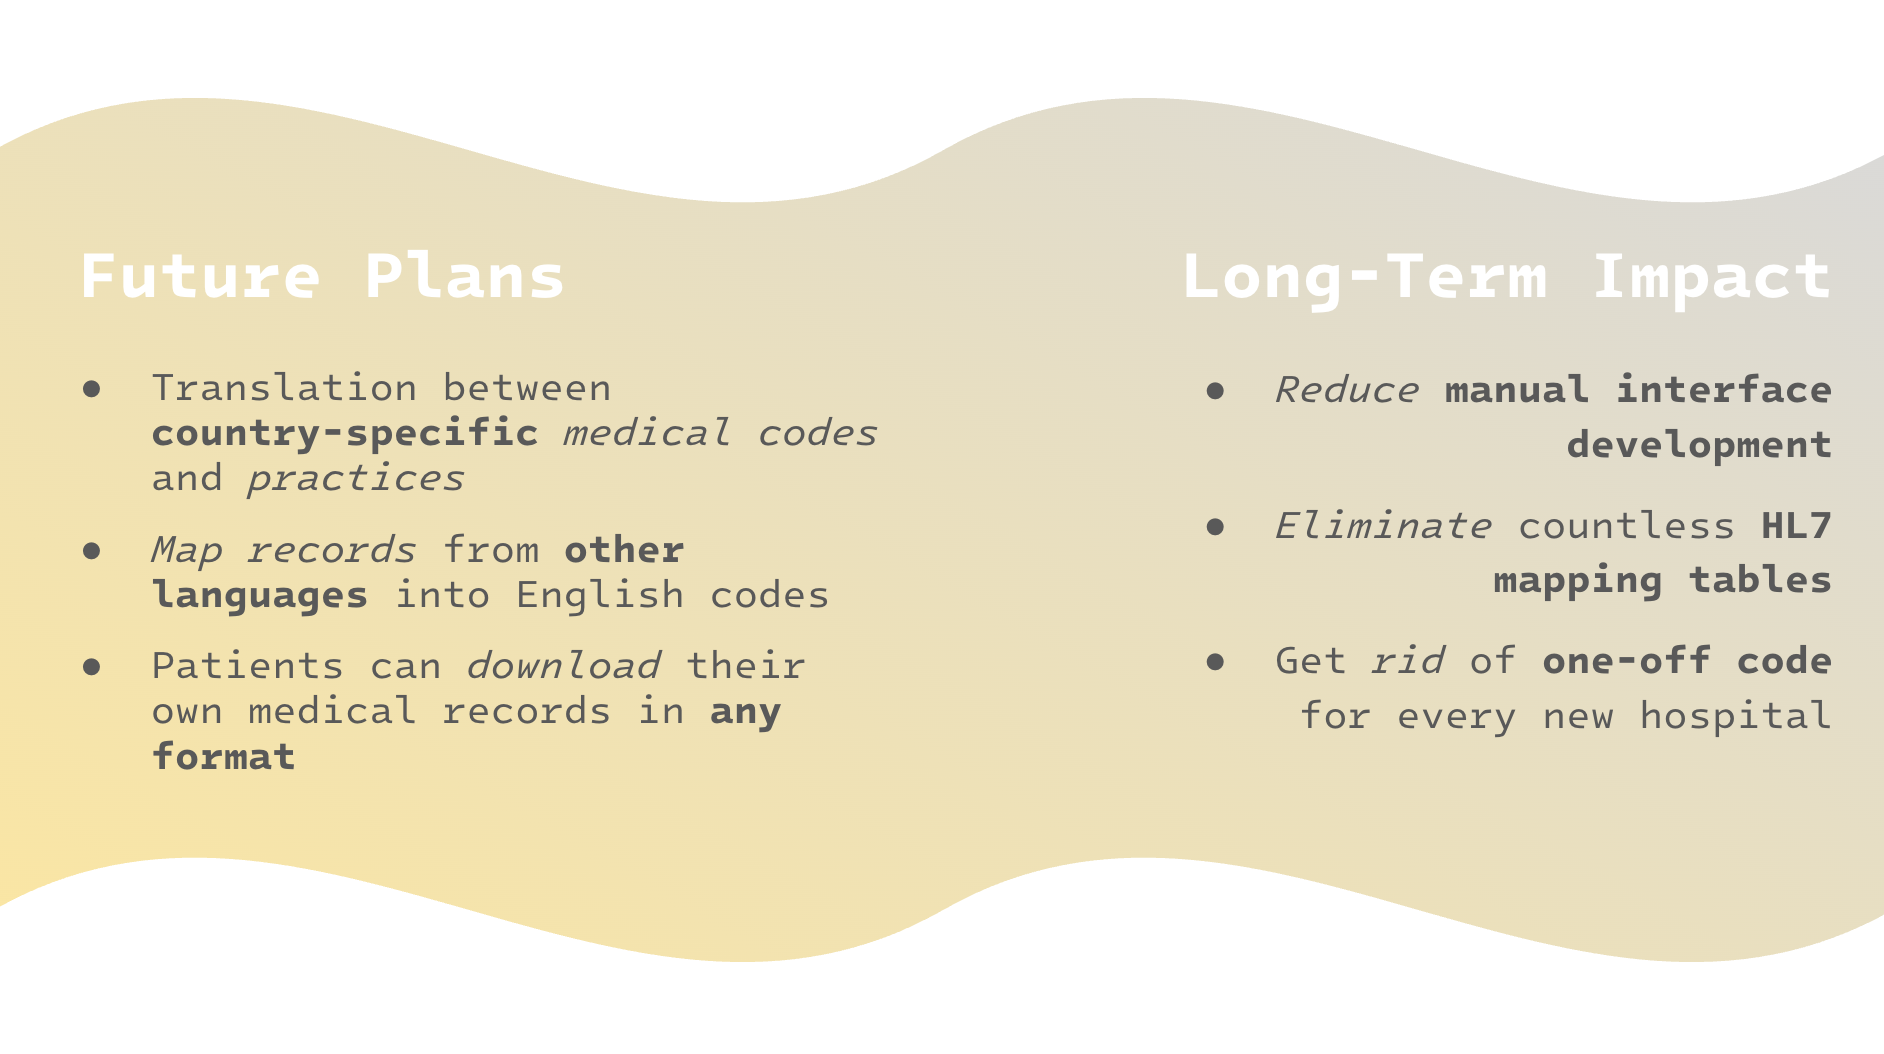 Future Plans
● Translation between
country-specific medical codes
and practices
● Map records from other
languages into English codes
● Patients can download their
own medical records in any
format
Long-Term Impact
● Reduce manual interface
development
● Eliminate countless HL7
mapping tables
● Get rid of one-off code
for every new hospital